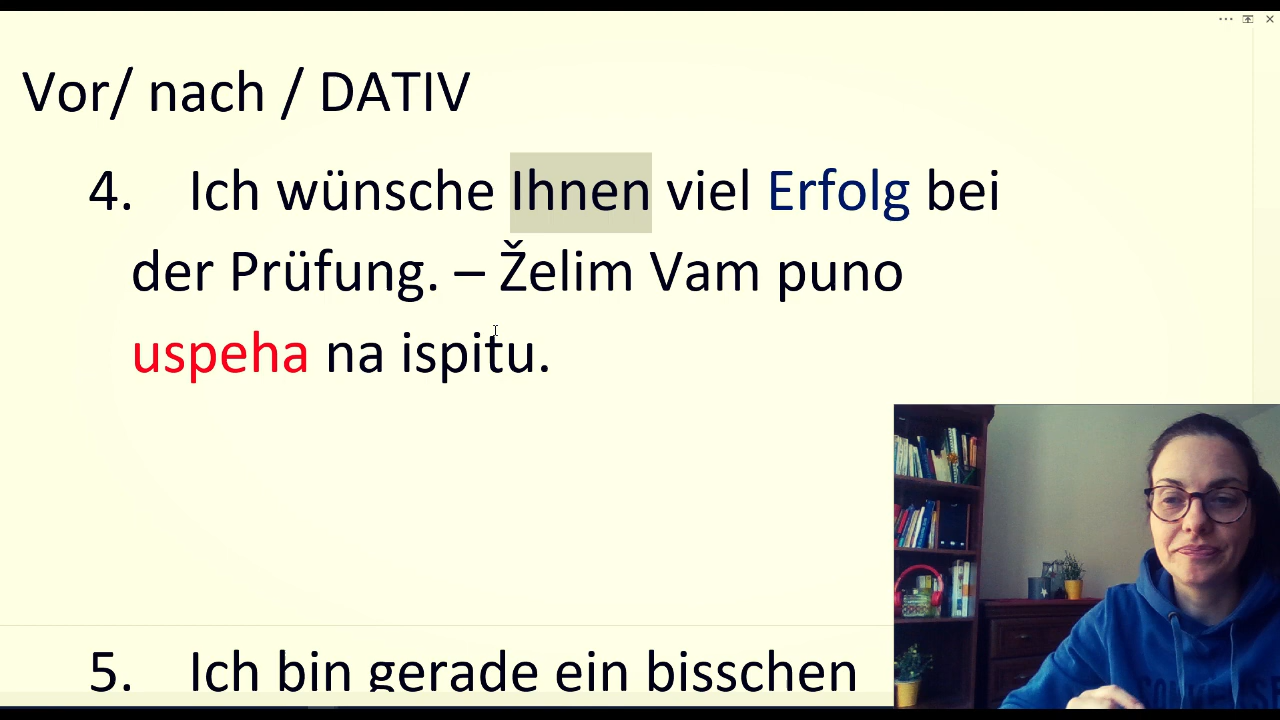 Vor/ nach / DATIV
4. Ich wünsche Ihnen viel Erfolg bei
der Prüfung. – Želim Vam puno
uspeha na ispitu.
5. Ich bin gerade ein bisschen